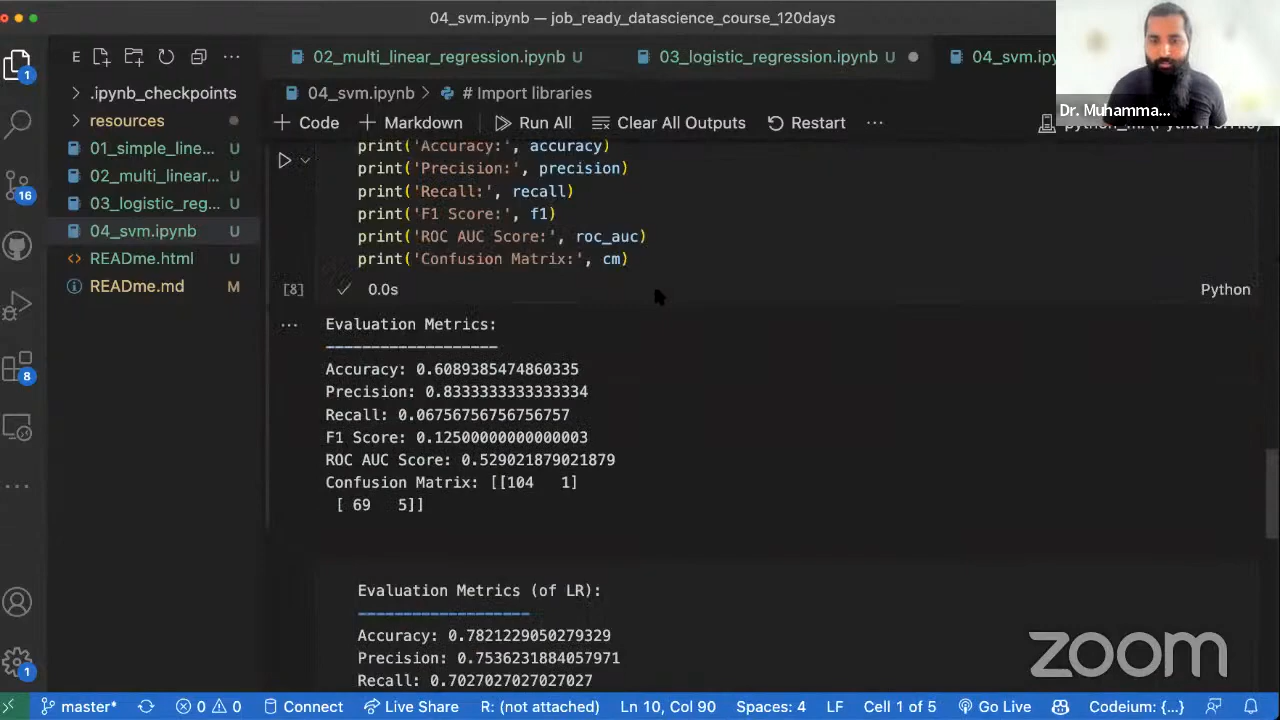 04_svm.ipynb — job_ready_datascience_course_120days
E
02_multi_linear_regression.ipynb U
03_logistic_regression.ipynb U
04_svm.ipy
Dr. Muhamma...
.ipynb_checkpoints
04_svm.ipynb > # Import libraries
resources
Code
Markdown
Run All
Clear All Outputs
Restart
01_simple_line... U
02_multi_linear... U
03_logistic_reg... U
04_svm.ipynb U
READme.html U
READme.md M
1
16
8
1
print('Accuracy:', accuracy)
print('Precision:', precision)
print('Recall:', recall)
print('F1 Score:', f1)
print('ROC AUC Score:', roc_auc)
print('Confusion Matrix:', cm)
[8]
0.0s
Python
Evaluation Metrics:
------------------
Accuracy: 0.6089385474860335
Precision: 0.8333333333333334
Recall: 0.06756756756756757
F1 Score: 0.12500000000000003
ROC AUC Score: 0.529021879021879
Confusion Matrix: [[104 1]
[ 69 5]]
Evaluation Metrics (of LR):
------------------
Accuracy: 0.7821229050279329
Precision: 0.7536231884057971
Recall: 0.7027027027027027
zoom
master*
0
0
Connect
Live Share
R: (not attached)
Ln 10, Col 90
Spaces: 4
LF
Cell 1 of 5
Go Live
Codeium: {...}